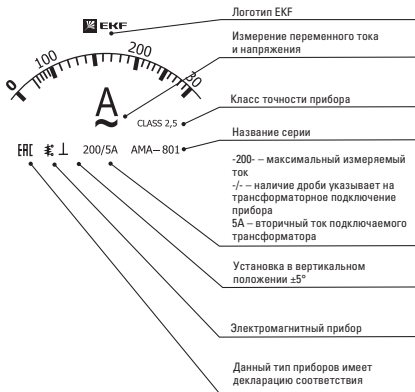 Логотип EKF
EKF
Измерение переменного тока
и напряжения
0 100 200 30
A
~
CLASS 2,5
Класс точности прибора
EAC 200/5A AMA-801
Название серии
-200- – максимальный измеряемый
ток
-/- – наличие дроби указывает на
трансформаторное подключение
прибора
5А – вторичный ток подключаемого
трансформатора
Установка в вертикальном
положении ±5°
Электромагнитный прибор
Данный тип приборов имеет
декларацию соответствия